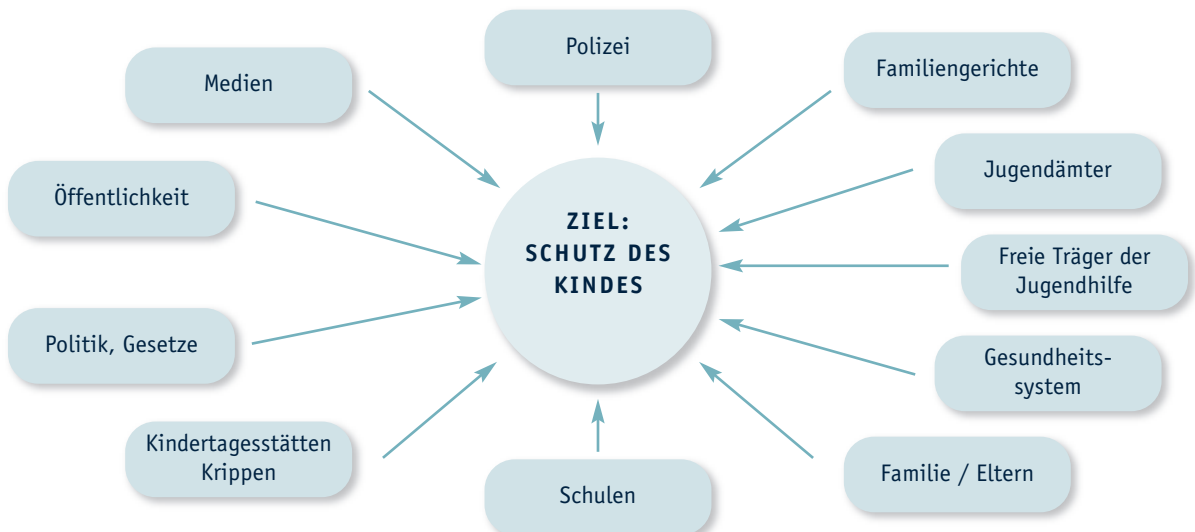 Polizei
Familiengerichte
Medien
Jugendämter
Öffentlichkeit
ZIEL:
SCHUTZ DES
KINDES
Freie Träger der
Jugendhilfe
Politik, Gesetze
Gesundheits-
system
Kindertagesstätten
Krippen
Familie / Eltern
Schulen